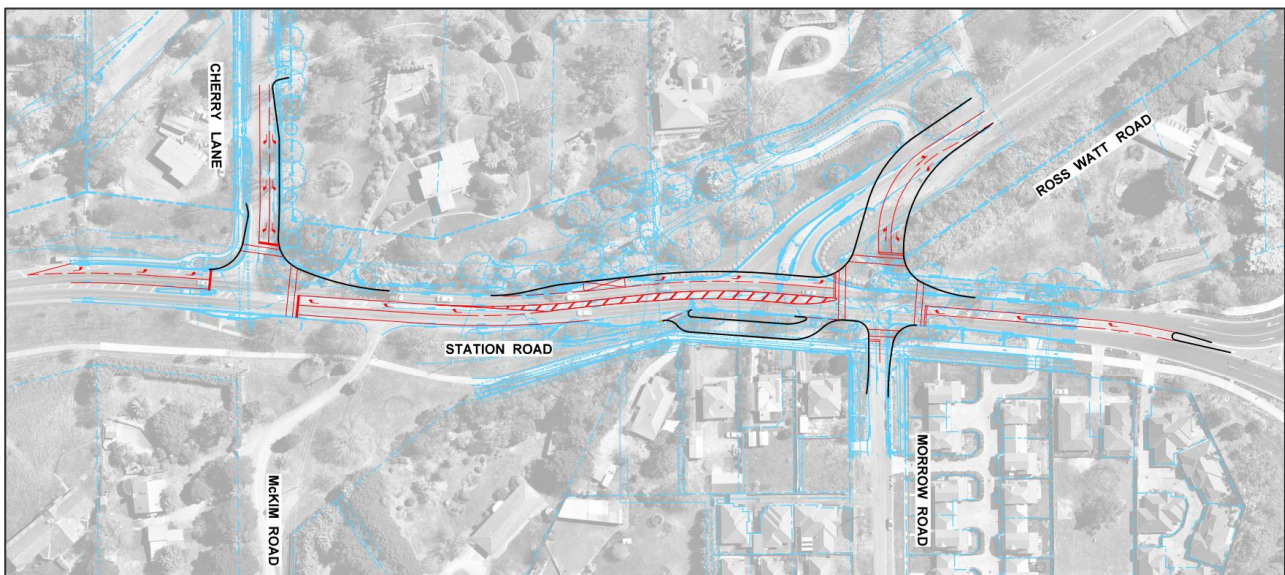 CHERRY LANE
ROSS WATT ROAD
STATION ROAD
McKIM ROAD
MORROW ROAD